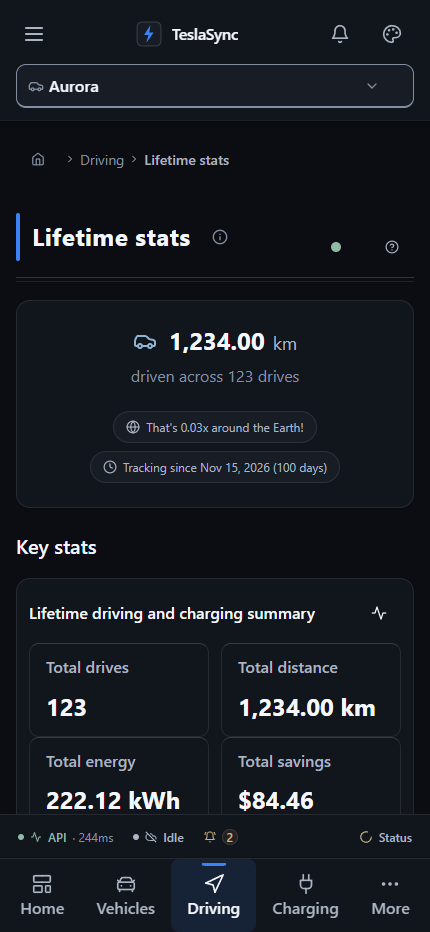 TeslaSync
Aurora
Driving
Lifetime stats
Lifetime stats
1,234.00 km
driven across 123 drives
That's 0.03x around the Earth!
Tracking since Nov 15, 2026 (100 days)
Key stats
Lifetime driving and charging summary
Total drives
123
Total distance
1,234.00 km
Total energy
222.12 kWh
Total savings
$84.46
API · 244ms
Idle
2
Status
Home
Vehicles
Driving
Charging
More